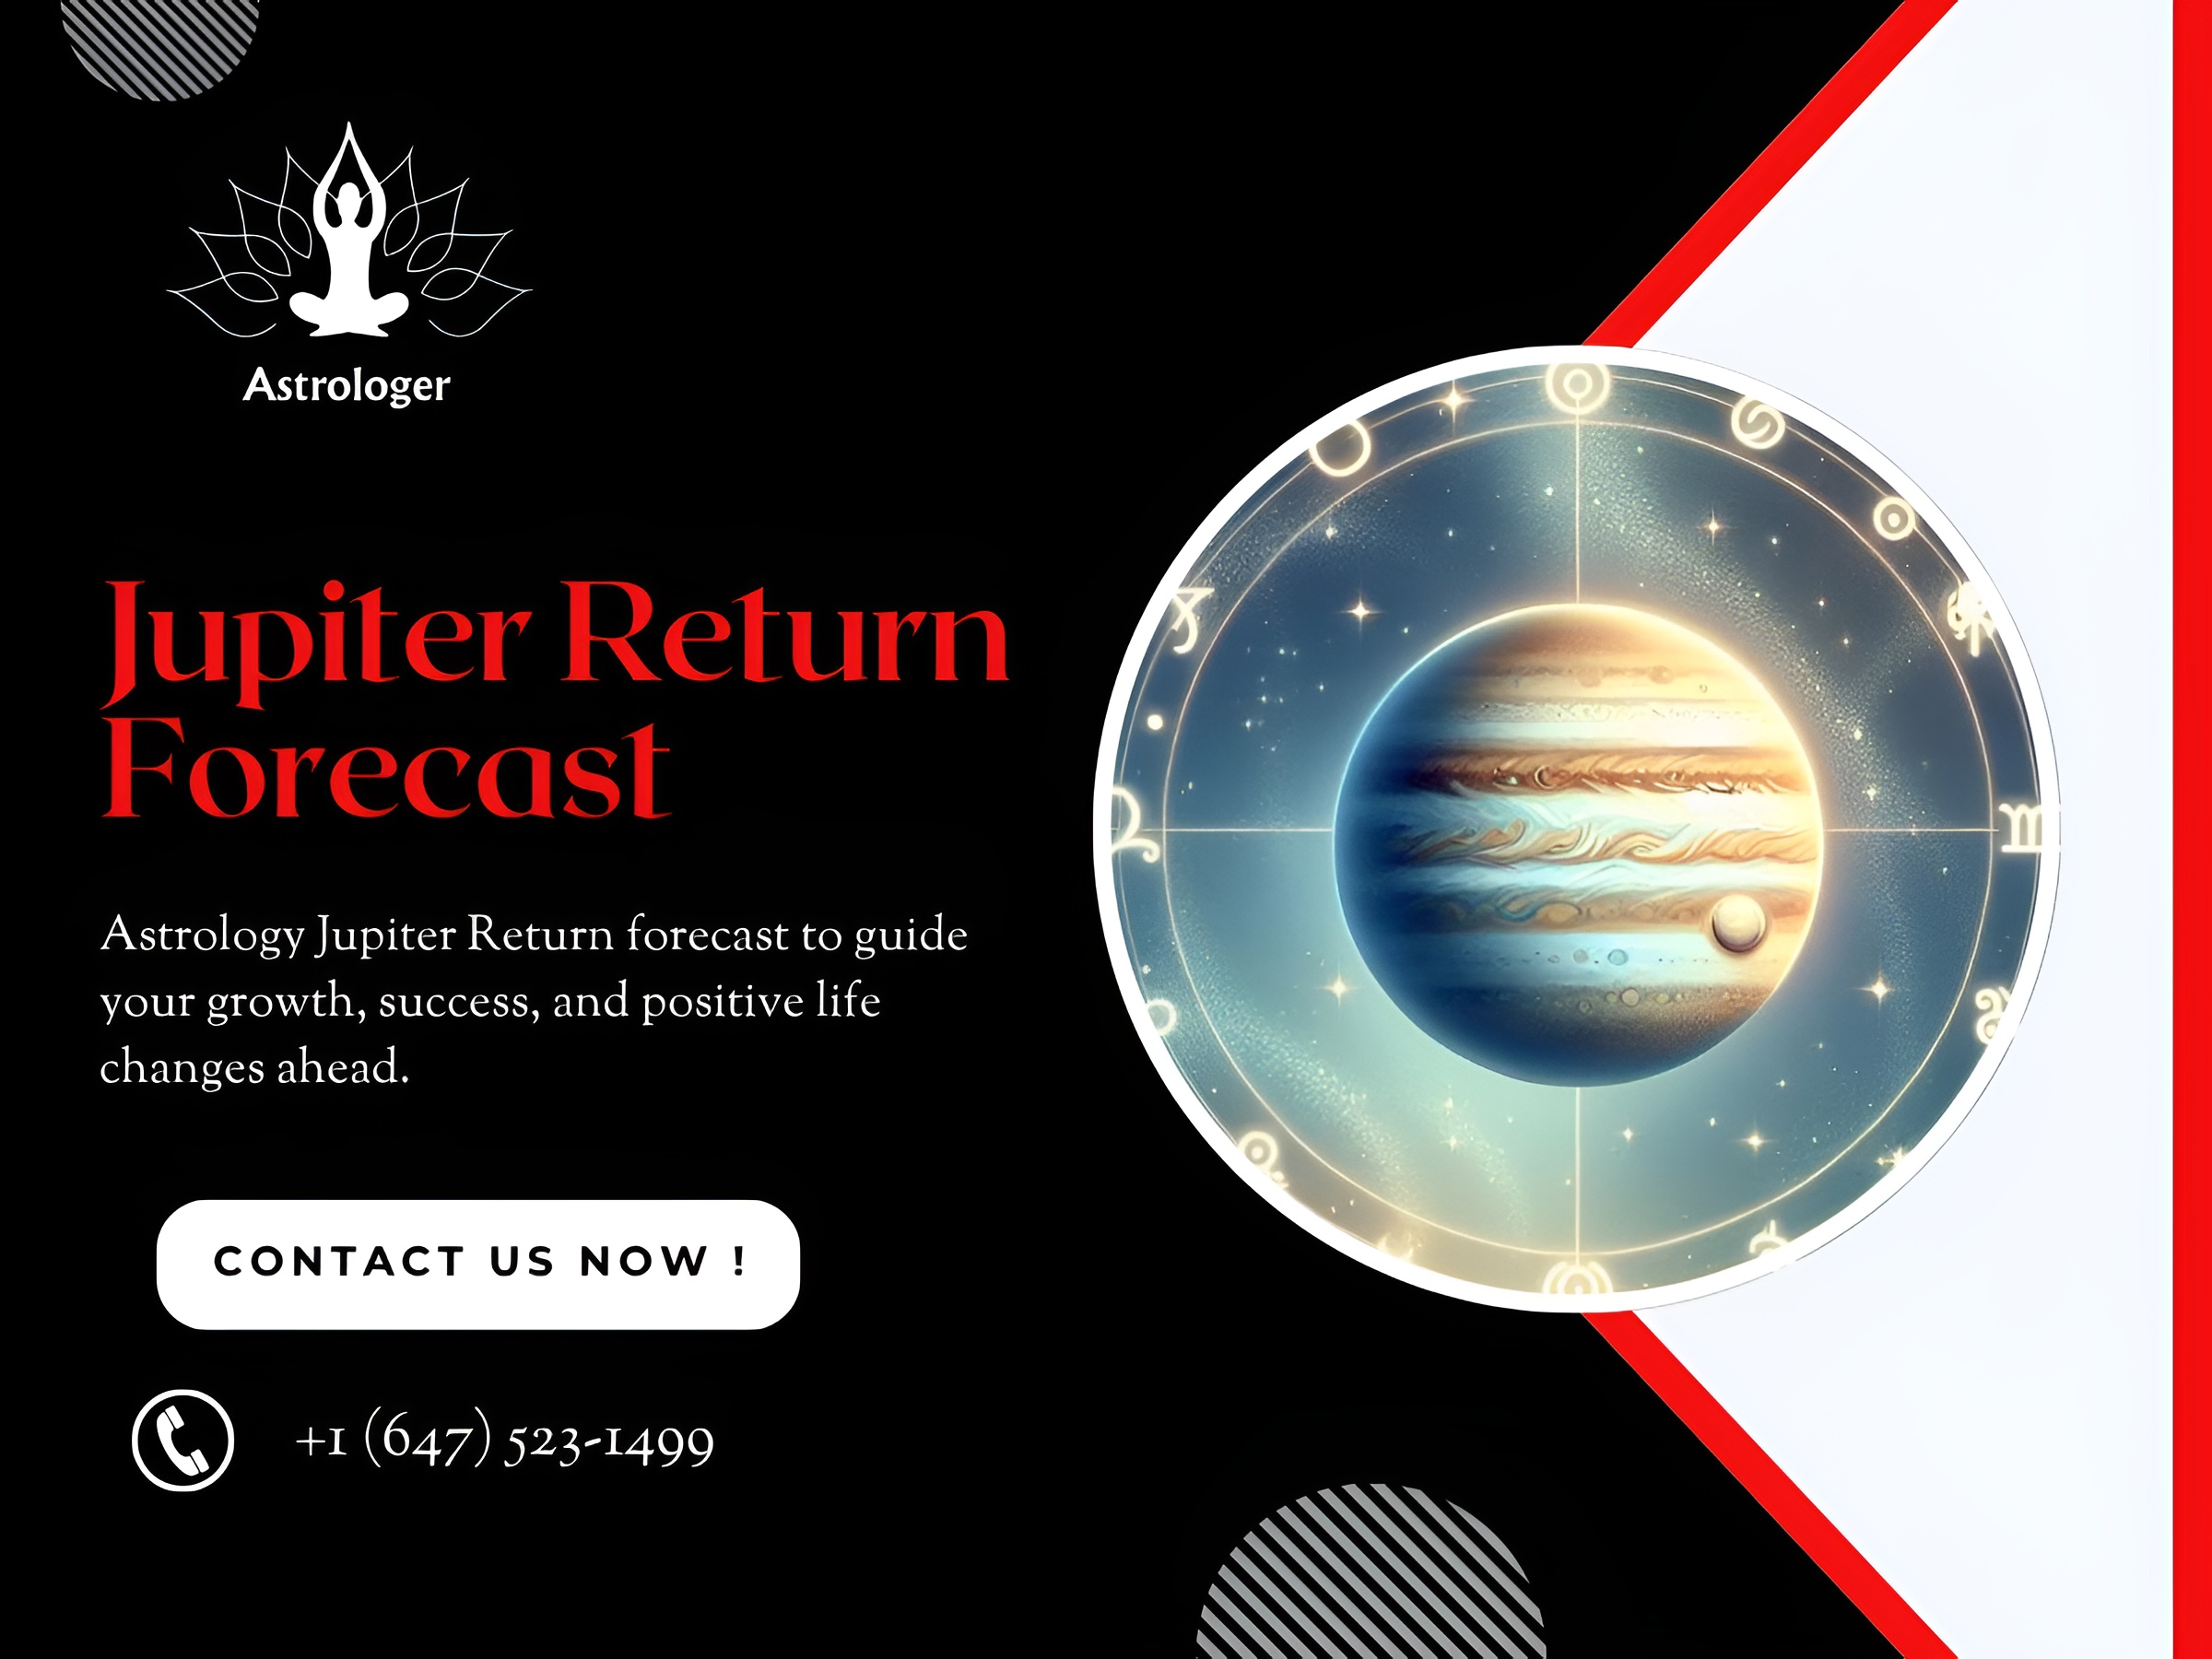 Astrologer
Jupiter Return
Forecast
Astrology Jupiter Return forecast to guide
your growth, success, and positive life
changes ahead.
CONTACT US NOW !
+1 (647) 523-1499